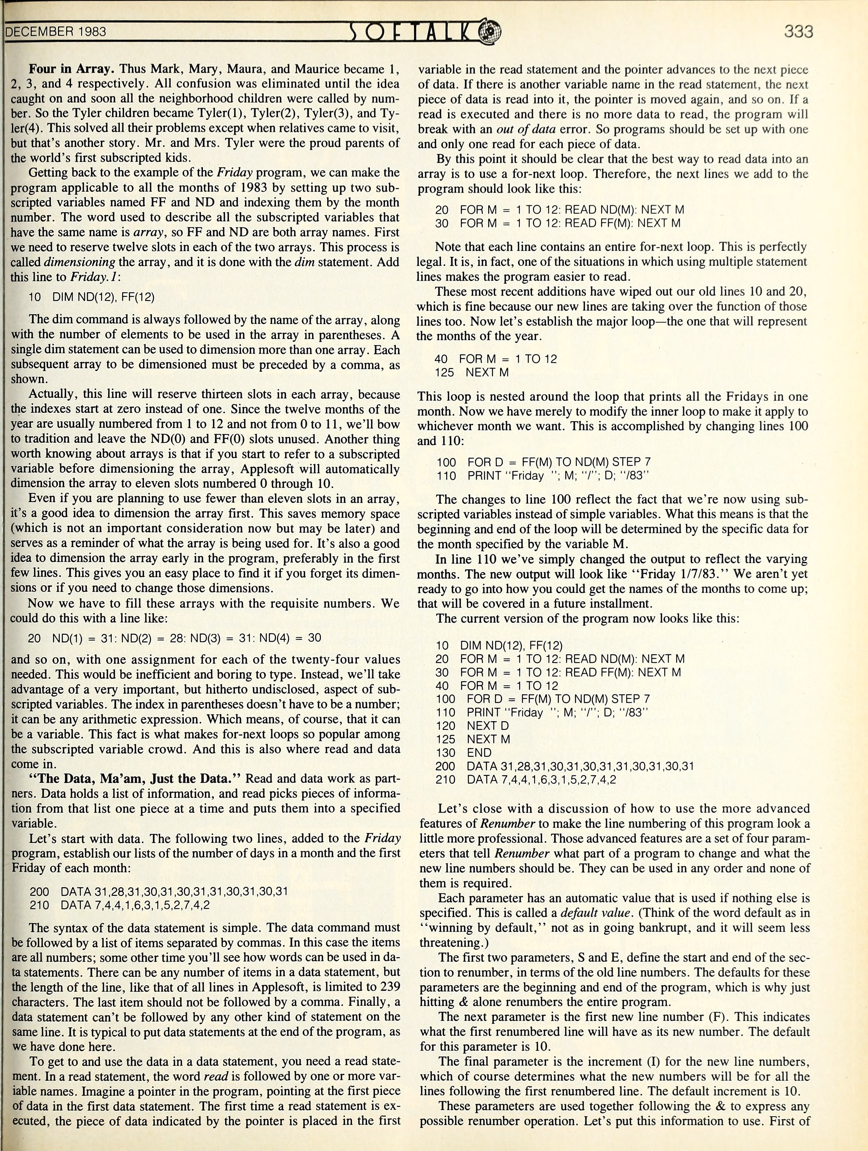 DECEMBER 1983
SOFTALK
333
Four in Array. Thus Mark, Mary, Maura, and Maurice became 1,
2, 3, and 4 respectively. All confusion was eliminated until the idea
caught on and soon all the neighborhood children were called by num-
ber. So the Tyler children became Tyler(1), Tyler(2), Tyler(3), and Ty-
ler(4). This solved all their problems except when relatives came to visit,
but that's another story. Mr. and Mrs. Tyler were the proud parents of
the world's first subscripted kids.
Getting back to the example of the Friday program, we can make the
program applicable to all the months of 1983 by setting up two sub-
scripted variables named FF and ND and indexing them by the month
number. The word used to describe all the subscripted variables that
have the same name is array, so FF and ND are both array names. First
we need to reserve twelve slots in each of the two arrays. This process is
called dimensioning the array, and it is done with the dim statement. Add
this line to Friday.1:
10 DIM ND(12), FF(12)
The dim command is always followed by the name of the array, along
with the number of elements to be used in the array in parentheses. A
single dim statement can be used to dimension more than one array. Each
subsequent array to be dimensioned must be preceded by a comma, as
shown.
Actually, this line will reserve thirteen slots in each array, because
the indexes start at zero instead of one. Since the twelve months of the
year are usually numbered from 1 to 12 and not from 0 to 11, we'll bow
to tradition and leave the ND(0) and FF(0) slots unused. Another thing
worth knowing about arrays is that if you start to refer to a subscripted
variable before dimensioning the array, Applesoft will automatically
dimension the array to eleven slots numbered 0 through 10.
Even if you are planning to use fewer than eleven slots in an array,
it's a good idea to dimension the array first. This saves memory space
(which is not an important consideration now but may be later) and
serves as a reminder of what the array is being used for. It's also a good
idea to dimension the array early in the program, preferably in the first
few lines. This gives you an easy place to find it if you forget its dimen-
sions or if you need to change those dimensions.
Now we have to fill these arrays with the requisite numbers. We
could do this with a line like:
20 ND(1) = 31: ND(2) = 28: ND(3) = 31: ND(4) = 30
and so on, with one assignment for each of the twenty-four values
needed. This would be inefficient and boring to type. Instead, we'll take
advantage of a very important, but hitherto undisclosed, aspect of sub-
scripted variables. The index in parentheses doesn't have to be a number;
it can be any arithmetic expression. Which means, of course, that it can
be a variable. This fact is what makes for-next loops so popular among
the subscripted variable crowd. And this is also where read and data
come in.
"The Data, Ma'am, Just the Data." Read and data work as part-
ners. Data holds a list of information, and read picks pieces of informa-
tion from that list one piece at a time and puts them into a specified
variable.
Let's start with data. The following two lines, added to the Friday
program, establish our lists of the number of days in a month and the first
Friday of each month:
200 DATA 31,28,31,30,31,30,31,31,30,31,30,31
210 DATA 7,4,4,1,6,3,1,5,2,7,4,2
The syntax of the data statement is simple. The data command must
be followed by a list of items separated by commas. In this case the items
are all numbers; some other time you'll see how words can be used in da-
ta statements. There can be any number of items in a data statement, but
the length of the line, like that of all lines in Applesoft, is limited to 239
characters. The last item should not be followed by a comma. Finally, a
data statement can't be followed by any other kind of statement on the
same line. It is typical to put data statements at the end of the program, as
we have done here.
To get to and use the data in a data statement, you need a read state-
ment. In a read statement, the word read is followed by one or more var-
iable names. Imagine a pointer in the program, pointing at the first piece
of data in the first data statement. The first time a read statement is ex-
ecuted, the piece of data indicated by the pointer is placed in the first
variable in the read statement and the pointer advances to the next piece
of data. If there is another variable name in the read statement, the next
piece of data is read into it, the pointer is moved again, and so on. If a
read is executed and there is no more data to read, the program will
break with an out of data error. So programs should be set up with one
and only one read for each piece of data.
By this point it should be clear that the best way to read data into an
array is to use a for-next loop. Therefore, the next lines we add to the
program should look like this:
20 FOR M = 1 TO 12: READ ND(M): NEXT M
30 FOR M = 1 TO 12: READ FF(M): NEXT M
Note that each line contains an entire for-next loop. This is perfectly
legal. It is, in fact, one of the situations in which using multiple statement
lines makes the program easier to read.
These most recent additions have wiped out our old lines 10 and 20,
which is fine because our new lines are taking over the function of those
lines too. Now let's establish the major loop—the one that will represent
the months of the year.
40 FOR M = 1 TO 12
125 NEXT M
This loop is nested around the loop that prints all the Fridays in one
month. Now we have merely to modify the inner loop to make it apply to
whichever month we want. This is accomplished by changing lines 100
and 110:
100 FOR D = FF(M) TO ND(M) STEP 7
110 PRINT "Friday "; M; "/"; D; "/83"
The changes to line 100 reflect the fact that we're now using sub-
scripted variables instead of simple variables. What this means is that the
beginning and end of the loop will be determined by the specific data for
the month specified by the variable M.
In line 110 we've simply changed the output to reflect the varying
months. The new output will look like "Friday 1/7/83." We aren't yet
ready to go into how you could get the names of the months to come up;
that will be covered in a future installment.
The current version of the program now looks like this:
10 DIM ND(12), FF(12)
20 FOR M = 1 TO 12: READ ND(M): NEXT M
30 FOR M = 1 TO 12: READ FF(M): NEXT M
40 FOR M = 1 TO 12
100 FOR D = FF(M) TO ND(M) STEP 7
110 PRINT "Friday "; M; "/"; D; "/83"
120 NEXT D
125 NEXT M
130 END
200 DATA 31,28,31,30,31,30,31,31,30,31,30,31
210 DATA 7,4,4,1,6,3,1,5,2,7,4,2
Let's close with a discussion of how to use the more advanced
features of Renumber to make the line numbering of this program look a
little more professional. Those advanced features are a set of four param-
eters that tell Renumber what part of a program to change and what the
new line numbers should be. They can be used in any order and none of
them is required.
Each parameter has an automatic value that is used if nothing else is
specified. This is called a default value. (Think of the word default as in
"winning by default," not as in going bankrupt, and it will seem less
threatening.)
The first two parameters, S and E, define the start and end of the sec-
tion to renumber, in terms of the old line numbers. The defaults for these
parameters are the beginning and end of the program, which is why just
hitting & alone renumbers the entire program.
The next parameter is the first new line number (F). This indicates
what the first renumbered line will have as its new number. The default
for this parameter is 10.
The final parameter is the increment (I) for the new line numbers,
which of course determines what the new numbers will be for all the
lines following the first renumbered line. The default increment is 10.
These parameters are used together following the & to express any
possible renumber operation. Let's put this information to use. First of